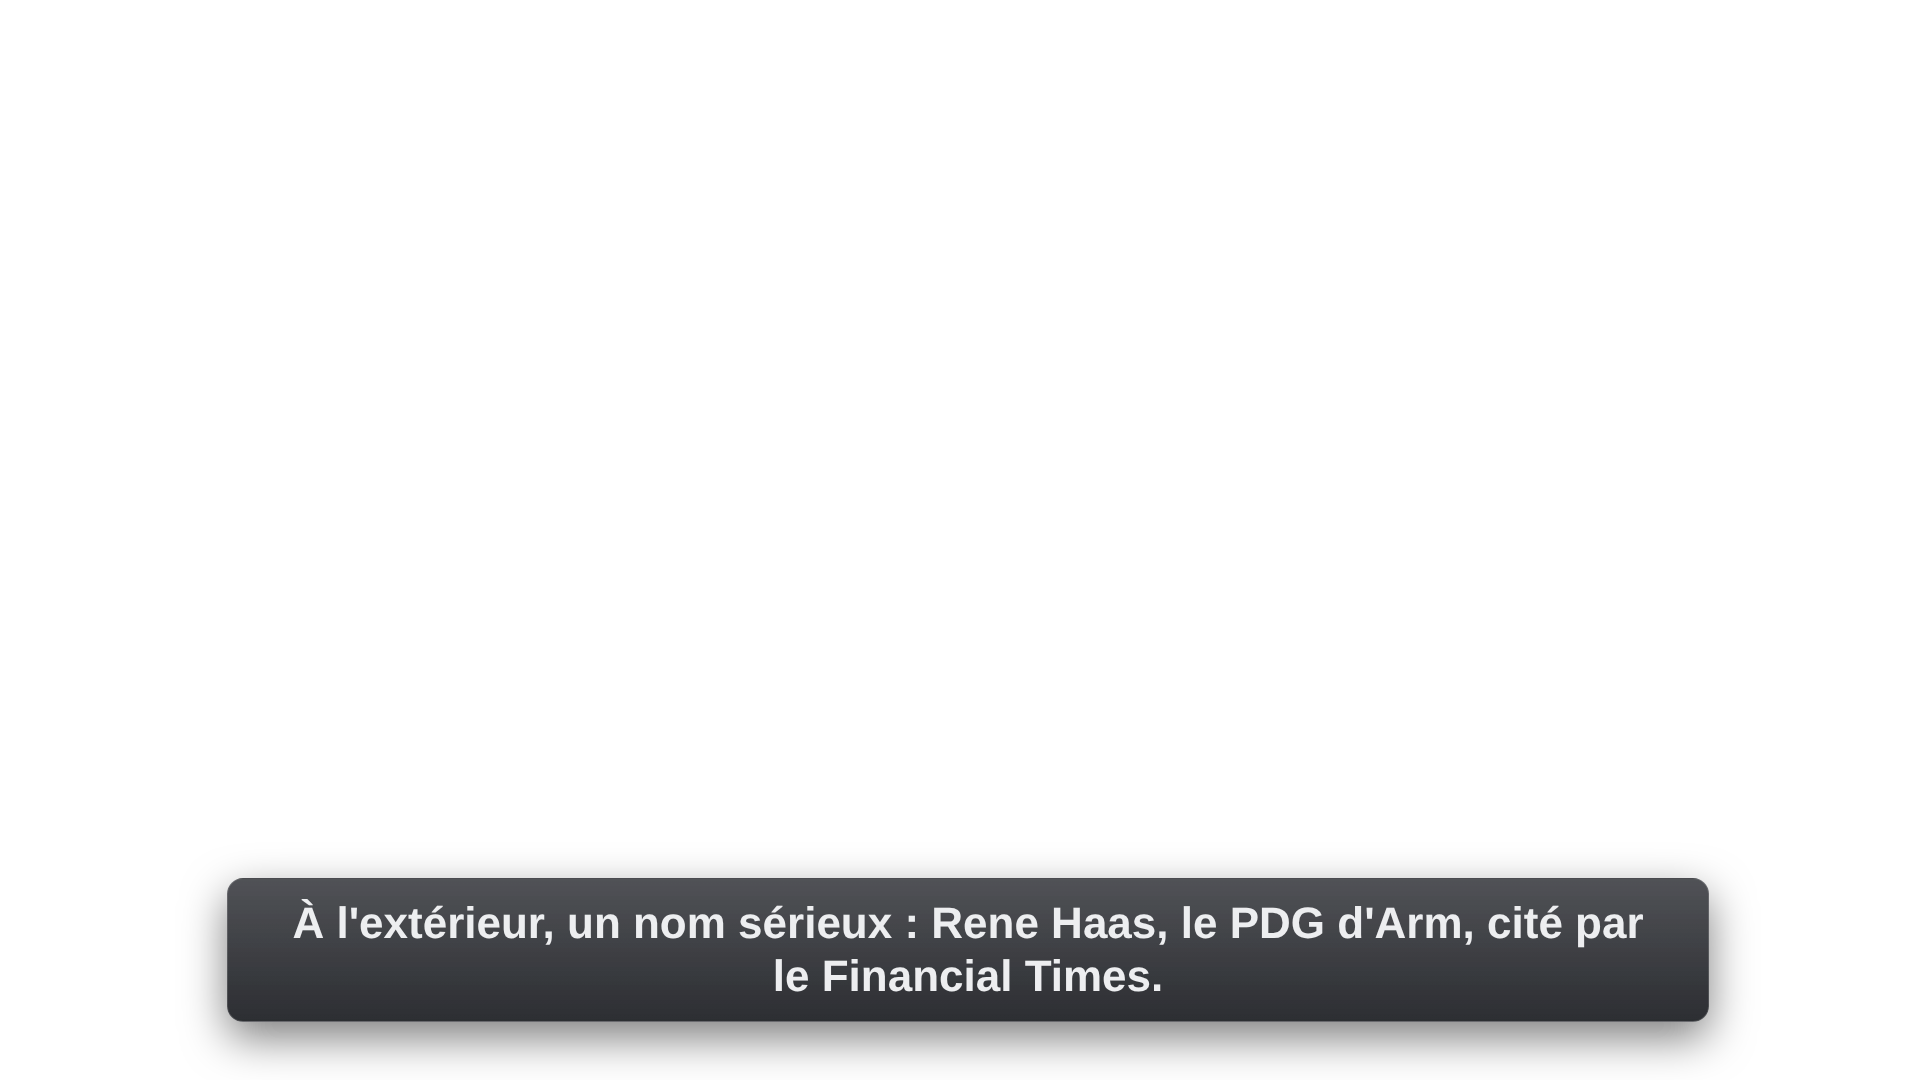 À l'extérieur, un nom sérieux : Rene Haas, le PDG d'Arm, cité par
le Financial Times.